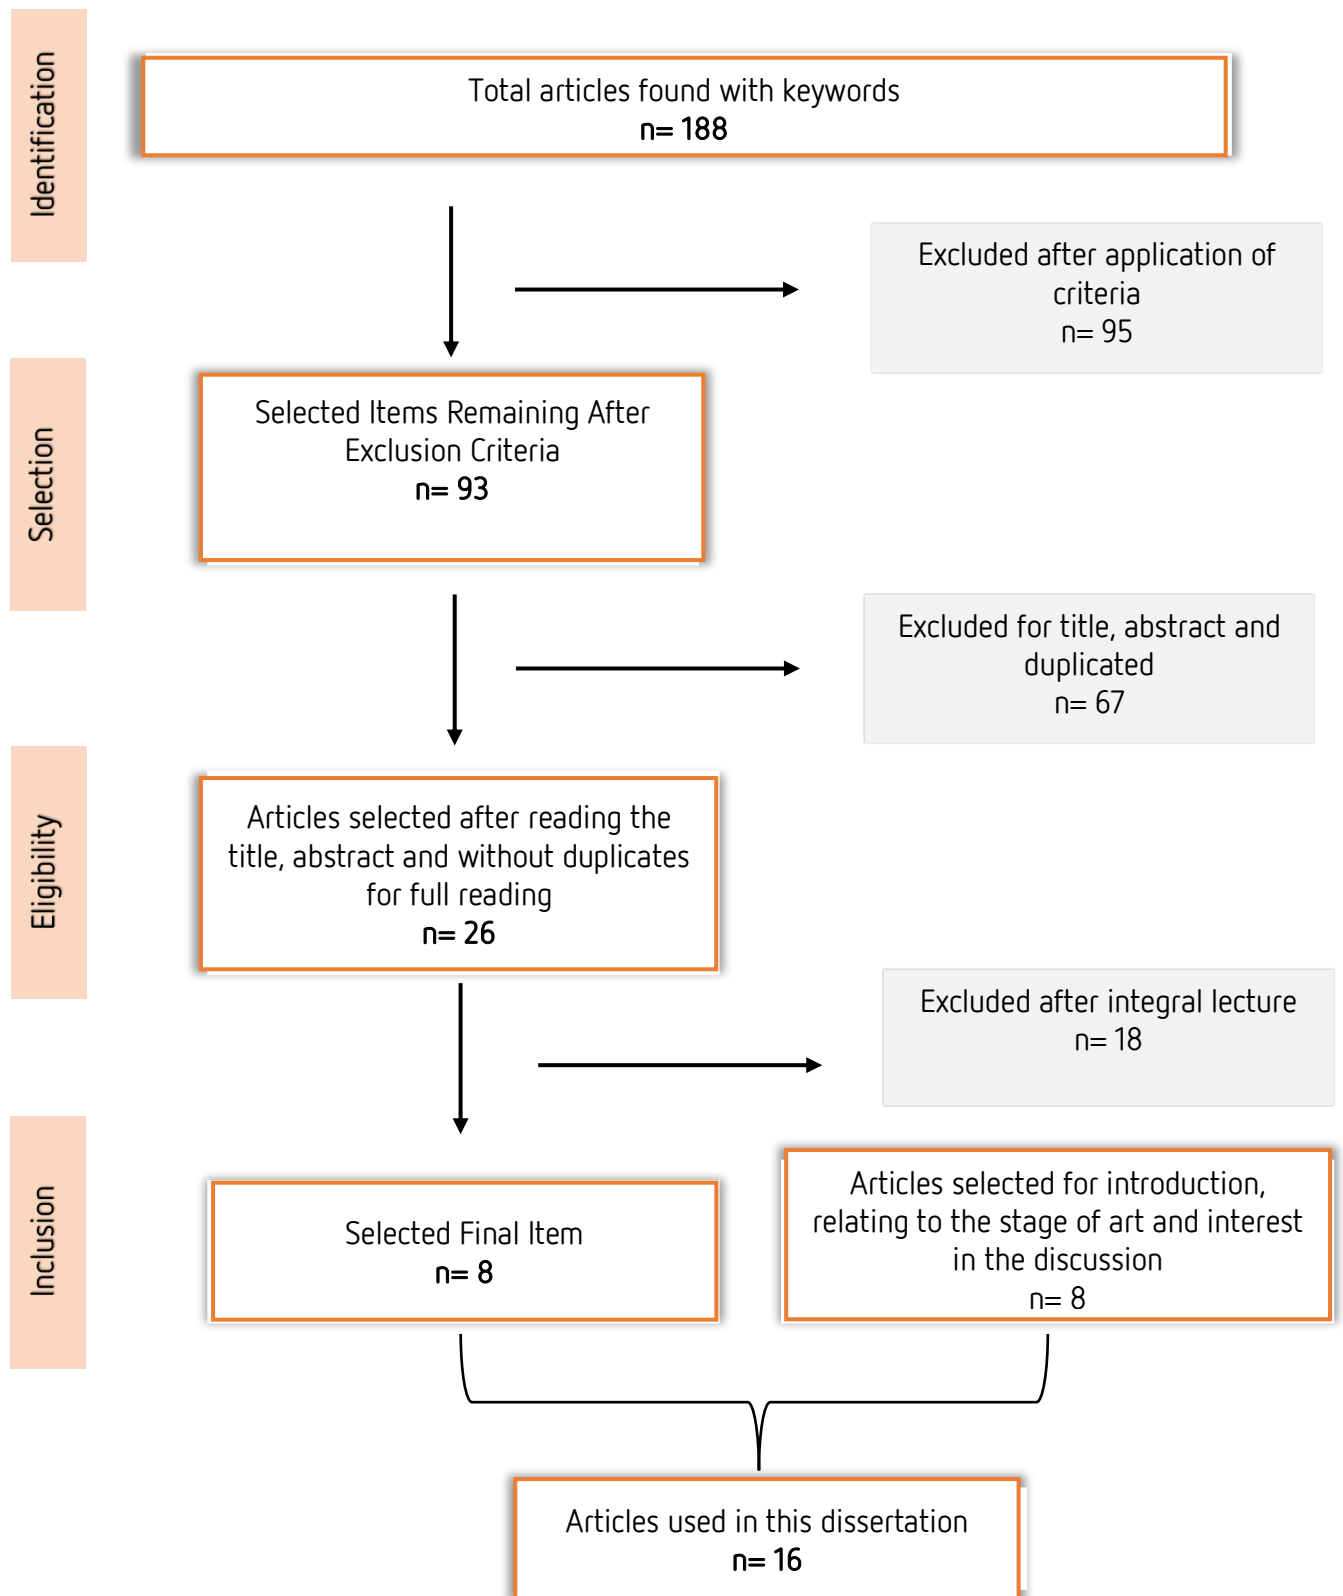 Identification
Total articles found with keywords
n= 188
Excluded after application of
criteria
n= 95
Selection
Selected Items Remaining After
Exclusion Criteria
n= 93
Excluded for title, abstract and
duplicated
n= 67
Eligibility
Articles selected after reading the
title, abstract and without duplicates
for full reading
n= 26
Excluded after integral lecture
n= 18
Inclusion
Selected Final Item
n= 8
Articles selected for introduction,
relating to the stage of art and interest
in the discussion
n= 8
Articles used in this dissertation
n= 16